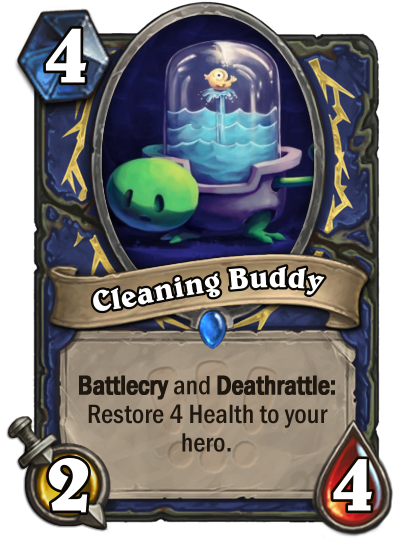 4
Cleaning Buddy
Battlecry and Deathrattle:
Restore 4 Health to your
hero.
2
4